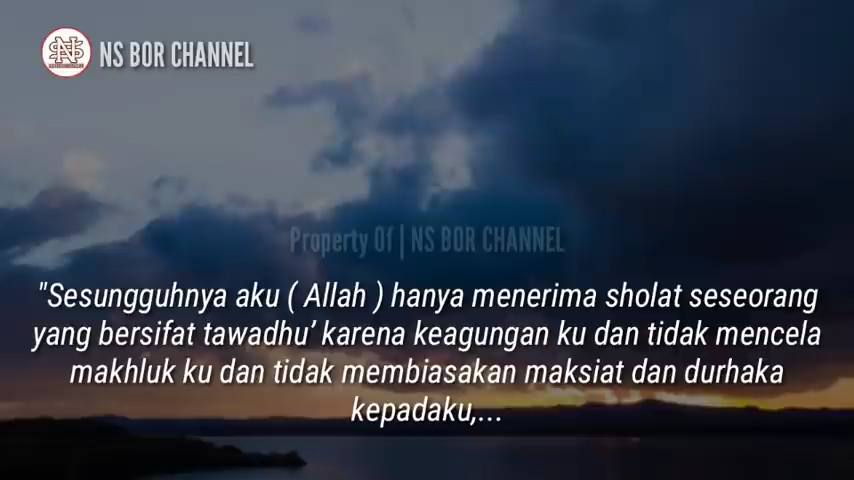 NS BOR CHANNEL
Property Of | NS BOR CHANNEL
"Sesungguhnya aku ( Allah ) hanya menerima sholat seseorang
yang bersifat tawadhu’ karena keagungan ku dan tidak mencela
makhluk ku dan tidak membiasakan maksiat dan durhaka
kepadaku,...